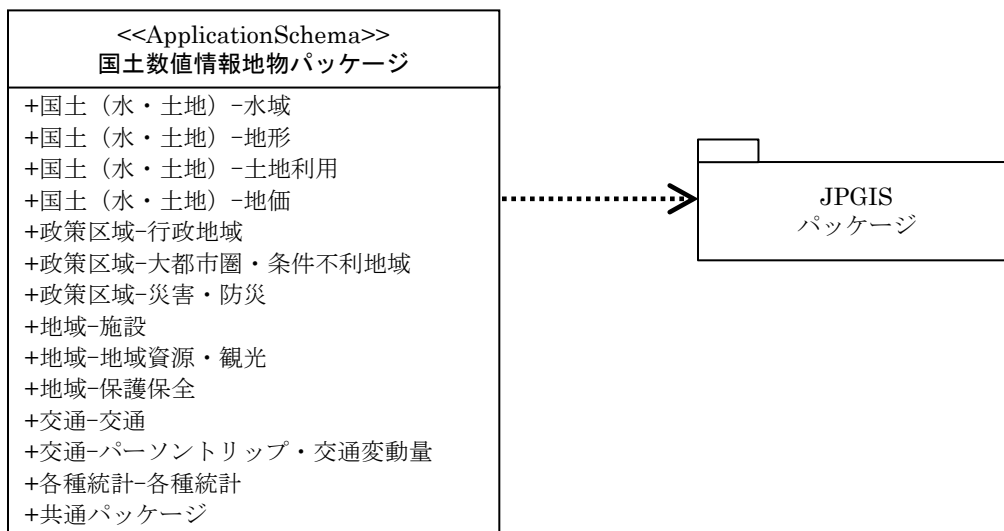 <<ApplicationSchema>>
国土数値情報地物パッケージ
+国土（水・土地）-水域
+国土（水・土地）-地形
+国土（水・土地）-土地利用
+国土（水・土地）-地価
+政策区域-行政地域
+政策区域-大都市圏・条件不利地域
+政策区域-災害・防災
+地域-施設
+地域-地域資源・観光
+地域-保護保全
+交通-交通
+交通-パーソントリップ・交通変動量
+各種統計-各種統計
+共通パッケージ
JPGIS
パッケージ